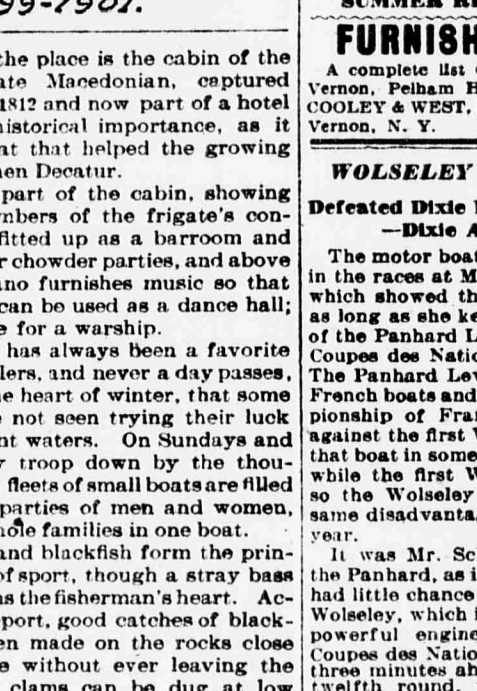 99-7901.
the place is the cabin of the
ate Macedonian, captured
1812 and now part of a hotel
historical importance, as it
at that helped the growing
hen Decatur.
part of the cabin, showing
mbers of the frigate's con-
fitted up as a barroom and
r chowder parties, and above
ano furnishes music so that
can be used as a dance hall;
e for a warship.
has always been a favorite
lers, and never a day passes,
e heart of winter, that some
not seen trying their luck
nt waters. On Sundays and
y troop down by the thou-
fleets of small boats are filled
parties of men and women,
hole families in one boat.
and blackfish form the prin-
of sport, though a stray bass
ns the fisherman's heart. Ac-
port, good catches of black-
en made on the rocks close
e without ever leaving the
clams can be dug at low
SUMMER RE
FURNISH
A complete list
Vernon, Pelham H
COOLEY & WEST,
Vernon, N. Y.
WOLSELEY
Defeated Dixie
—Dixie A
The motor boat
in the races at M
which showed th
as long as she ke
of the Panhard L
Coupes des Natio
The Panhard Lev
French boats and
pionship of Fran
against the first W
that boat in some
while the first W
so the Wolseley
same disadvanta
year.
It was Mr. Sc
the Panhard, as i
had little chance
Wolseley, which i
powerful engine
Coupes des Natio
three minutes ah
twelfth round.